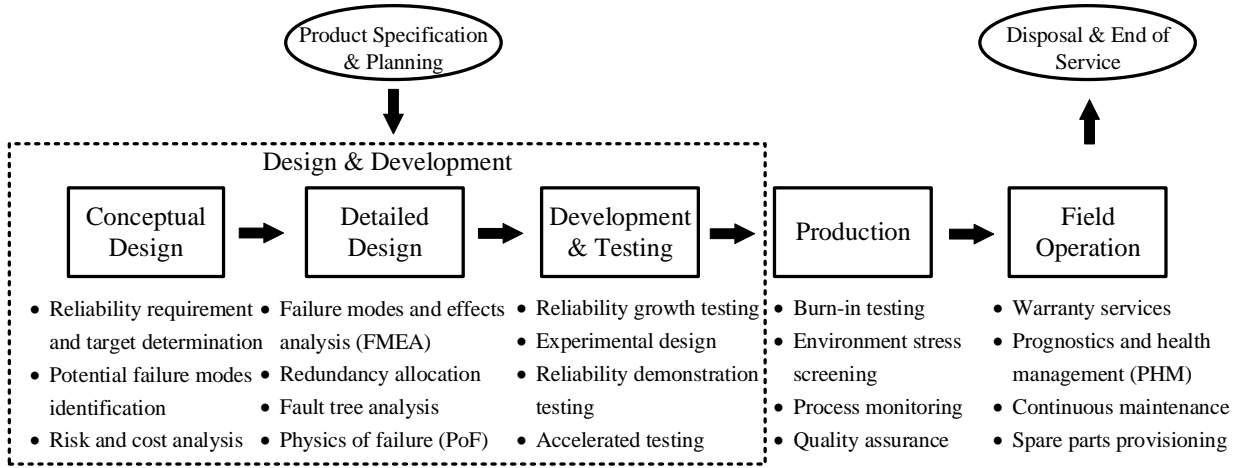 Product Specification
& Planning
Disposal & End of
Service
Design & Development
Conceptual
Design
Detailed
Design
Development
& Testing
Production
Field
Operation
• Reliability requirement
and target determination
• Potential failure modes
identification
• Risk and cost analysis
• Failure modes and effects
analysis (FMEA)
• Redundancy allocation
• Fault tree analysis
• Physics of failure (PoF)
• Reliability growth testing
• Experimental design
• Reliability demonstration
testing
• Accelerated testing
• Burn-in testing
• Environment stress
screening
• Process monitoring
• Quality assurance
• Warranty services
• Prognostics and health
management (PHM)
• Continuous maintenance
• Spare parts provisioning